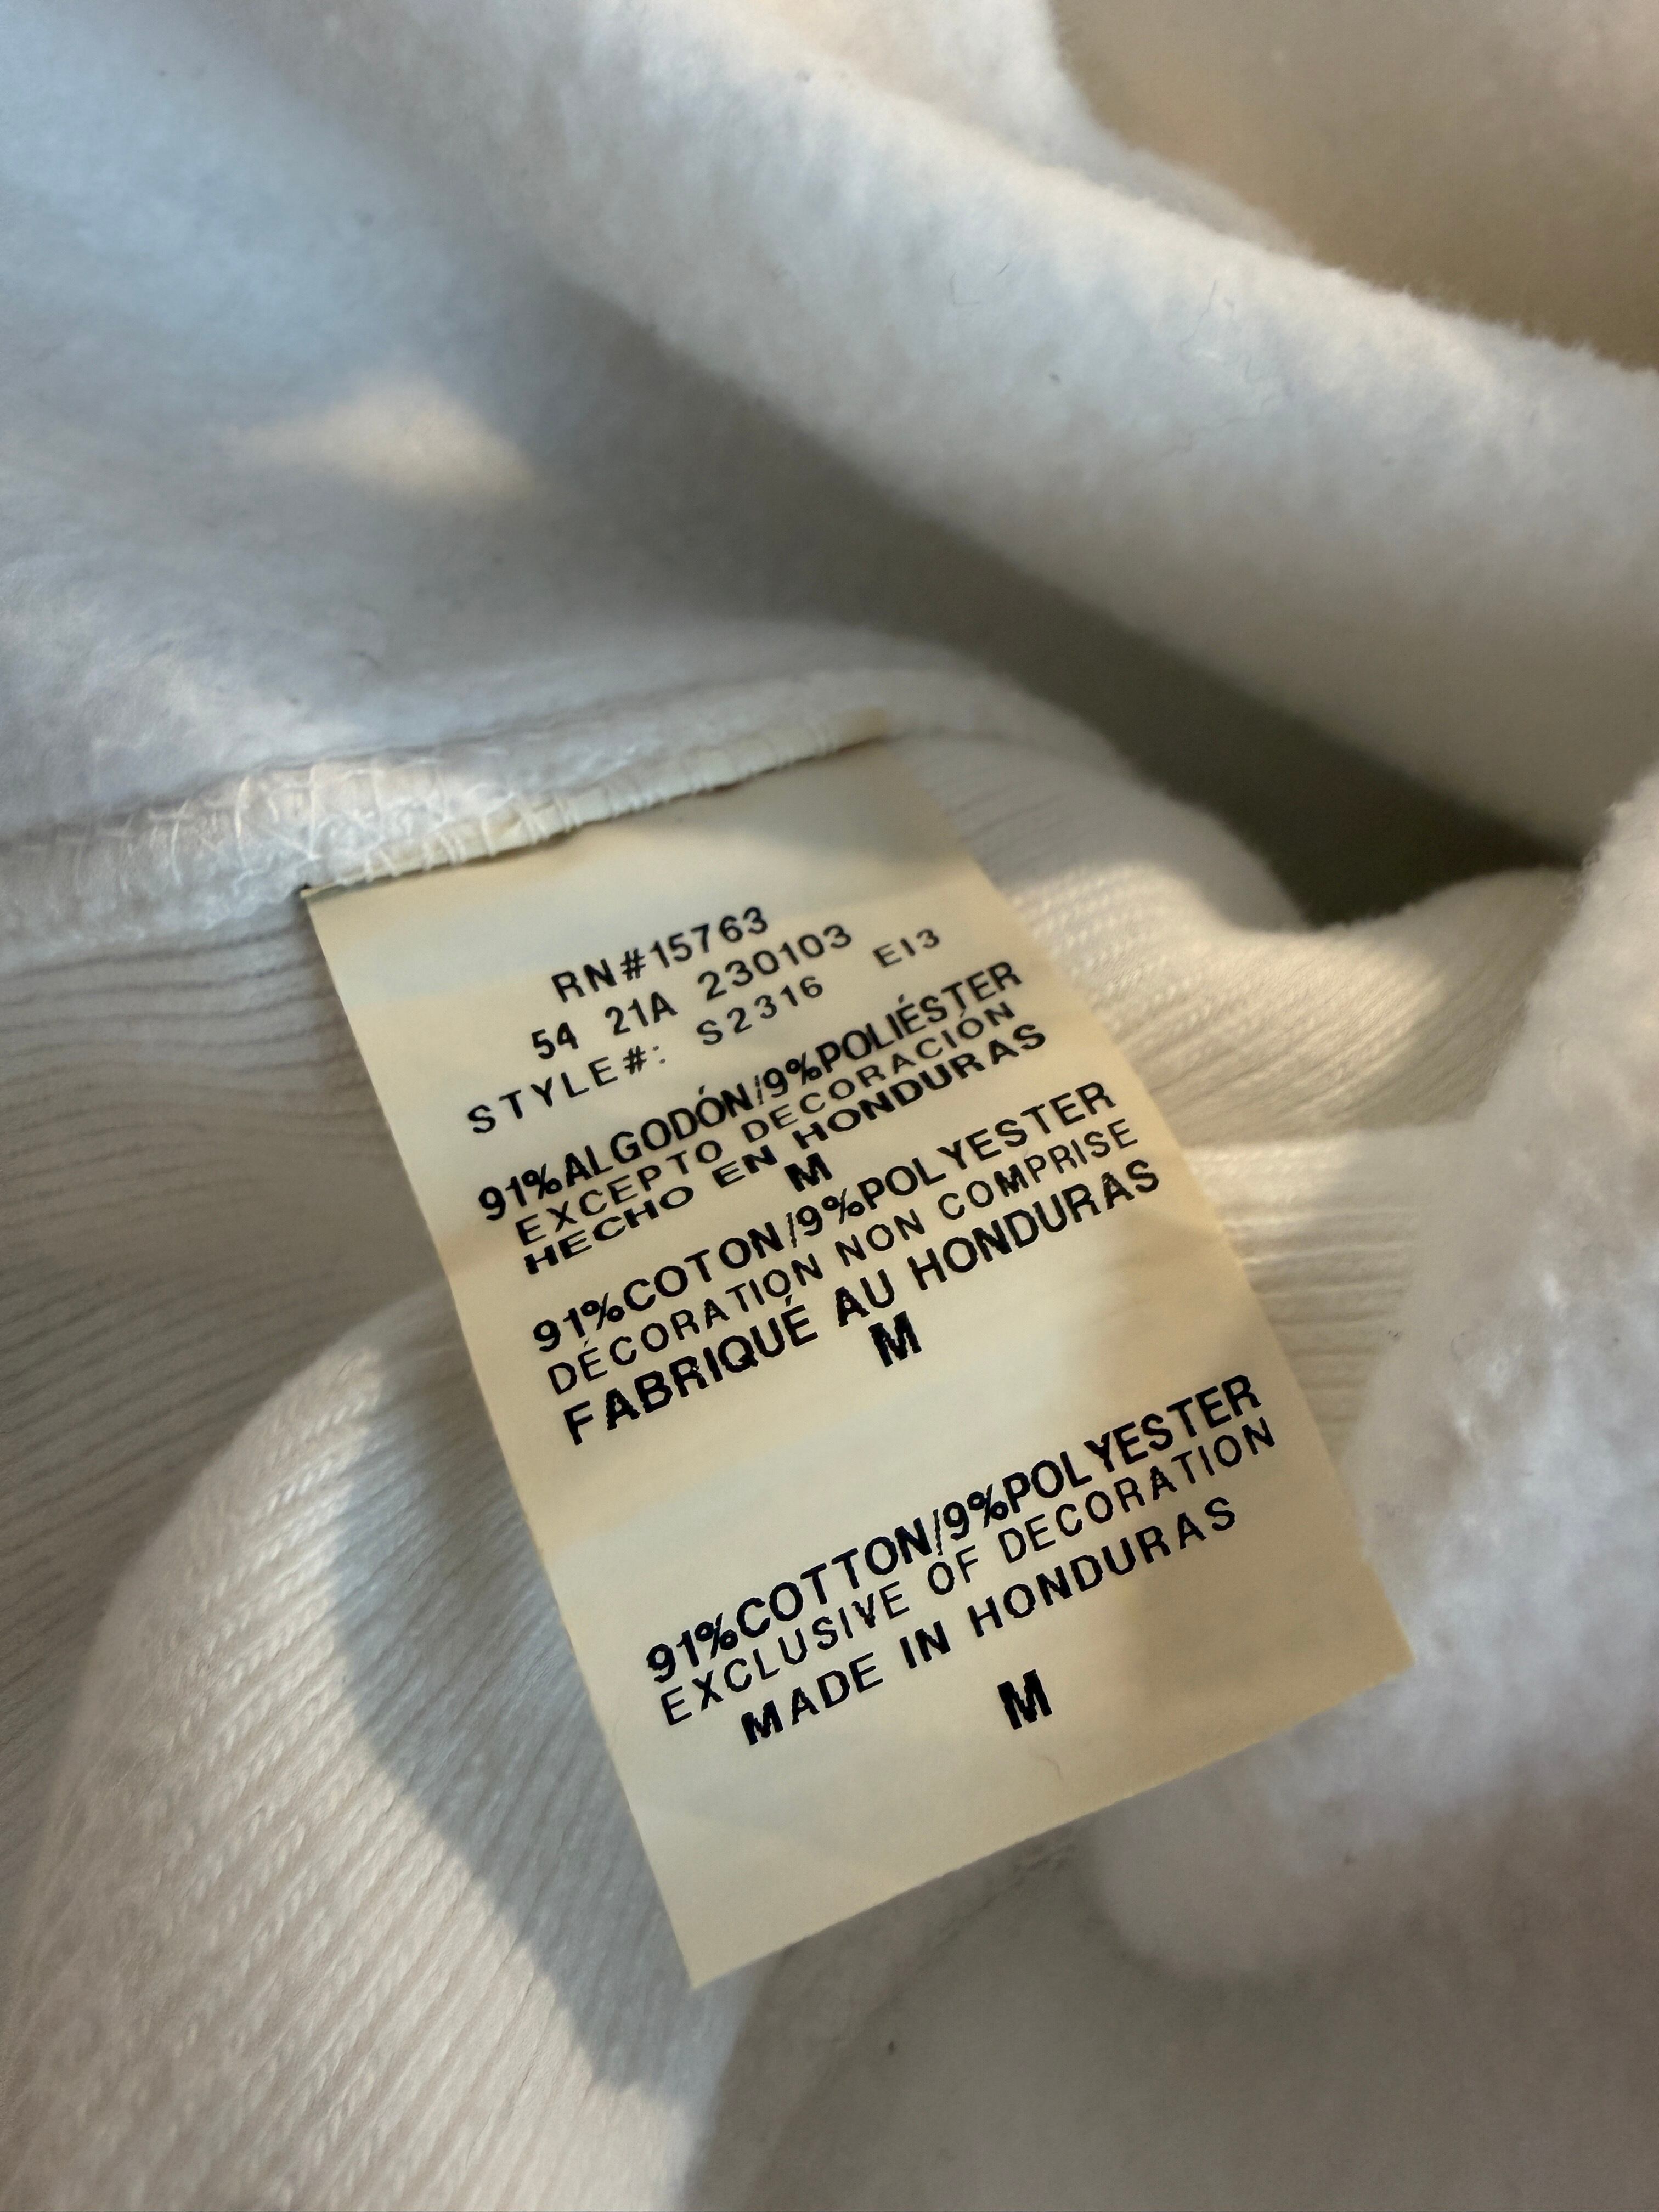 RN#15763
54 21A 230103
STYLE#: S2316 EI3
91%ALGODÓN/9%POLIÉSTER
EXCEPTO DECORACIÓN
HECHO EN HONDURAS
M
91%COTON/9%POLYESTER
DÉCORATION NON COMPRISE
FABRIQUÉ AU HONDURAS
M
91%COTTON/9%POLYESTER
EXCLUSIVE OF DECORATION
MADE IN HONDURAS
M